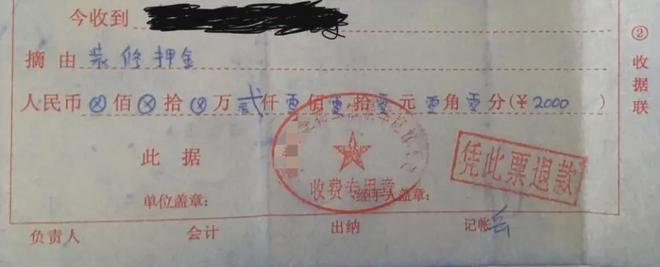 今收到
摘由 装修押金
人民币⊗佰⊗拾⊗万贰仟零佰零拾零元零角零分(¥2000)
此据
收费专用章
凭此票退款
单位盖章: 经手人盖章:
负责人 会计 出纳 记帐
②收据联